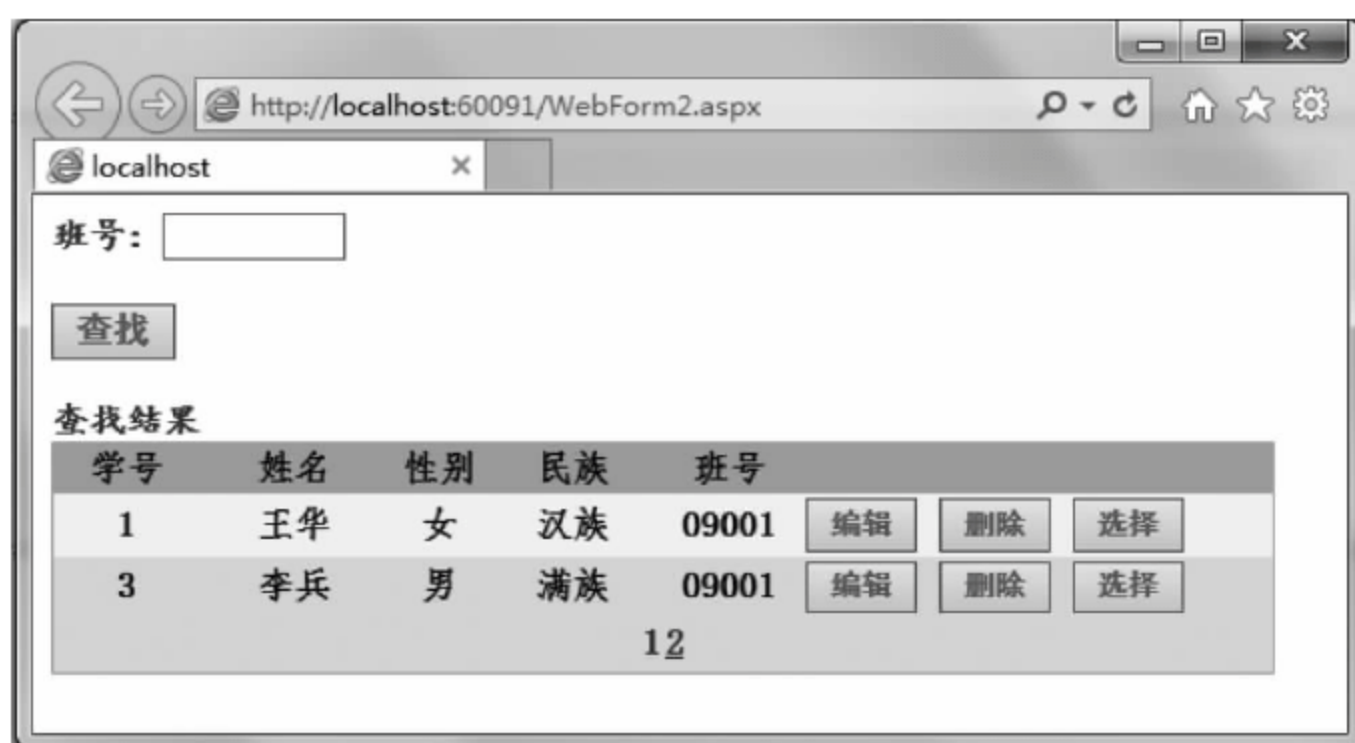 http://localhost:60091/WebForm2.aspx
localhost
班号:
查找
查找结果
学号 姓名 性别 民族 班号
1 王华 女 汉族 09001 编辑 删除 选择
3 李兵 男 满族 09001 编辑 删除 选择
1 2